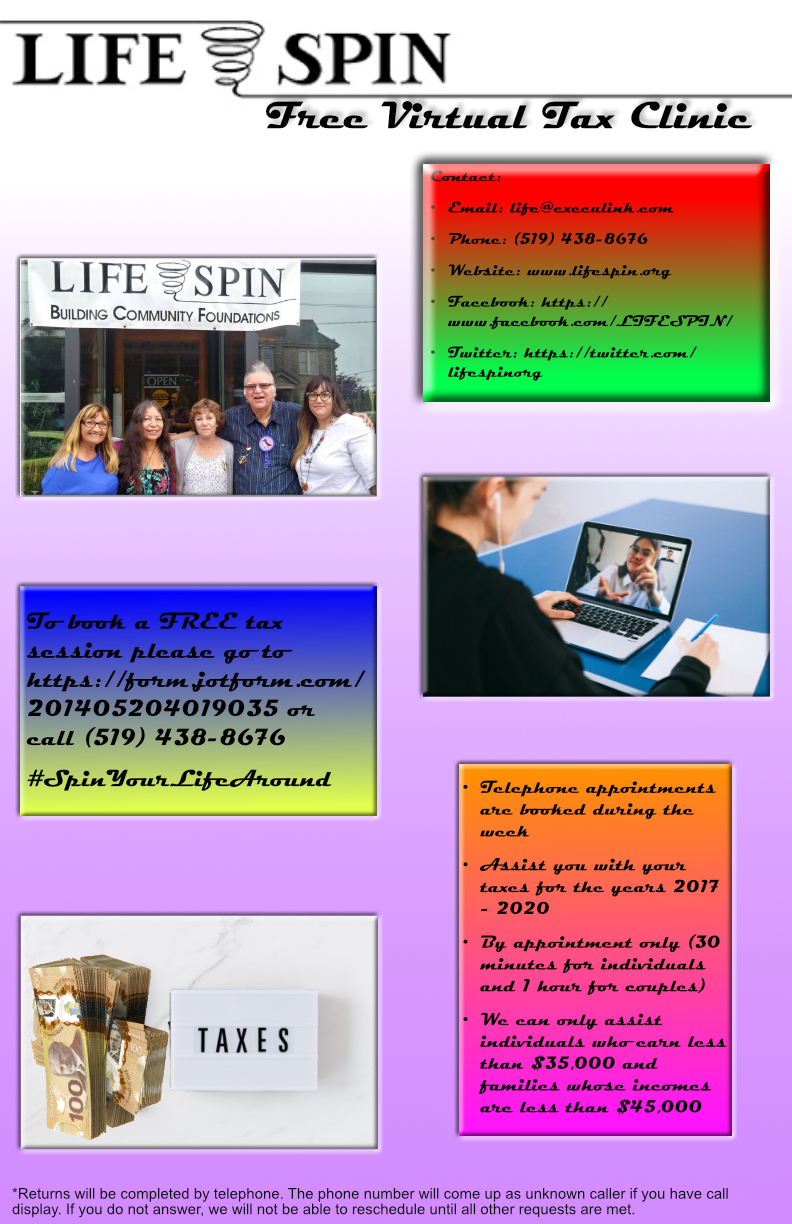 LIFE SPIN
Free Virtual Tax Clinic
Contact:
• Email: life@execulink.com
• Phone: (519) 438-8676
• Website: www.lifespin.org
• Facebook: https://
www.facebook.com/LIFESPIN/
• Twitter: https://twitter.com/
lifespinorg
LIFE SPIN
BUILDING COMMUNITY FOUNDATIONS
OPEN
To book a FREE tax
session please go to
https://form.jotform.com/
201405204019035 or
call (519) 438-8676
#SpinYourLifeAround
• Telephone appointments
are booked during the
week
• Assist you with your
taxes for the years 2017
- 2020
• By appointment only (30
minutes for individuals
and 1 hour for couples)
• We can only assist
individuals who earn less
than $35,000 and
families whose incomes
are less than $45,000
TAXES
100
*Returns will be completed by telephone. The phone number will come up as unknown caller if you have call
display. If you do not answer, we will not be able to reschedule until all other requests are met.